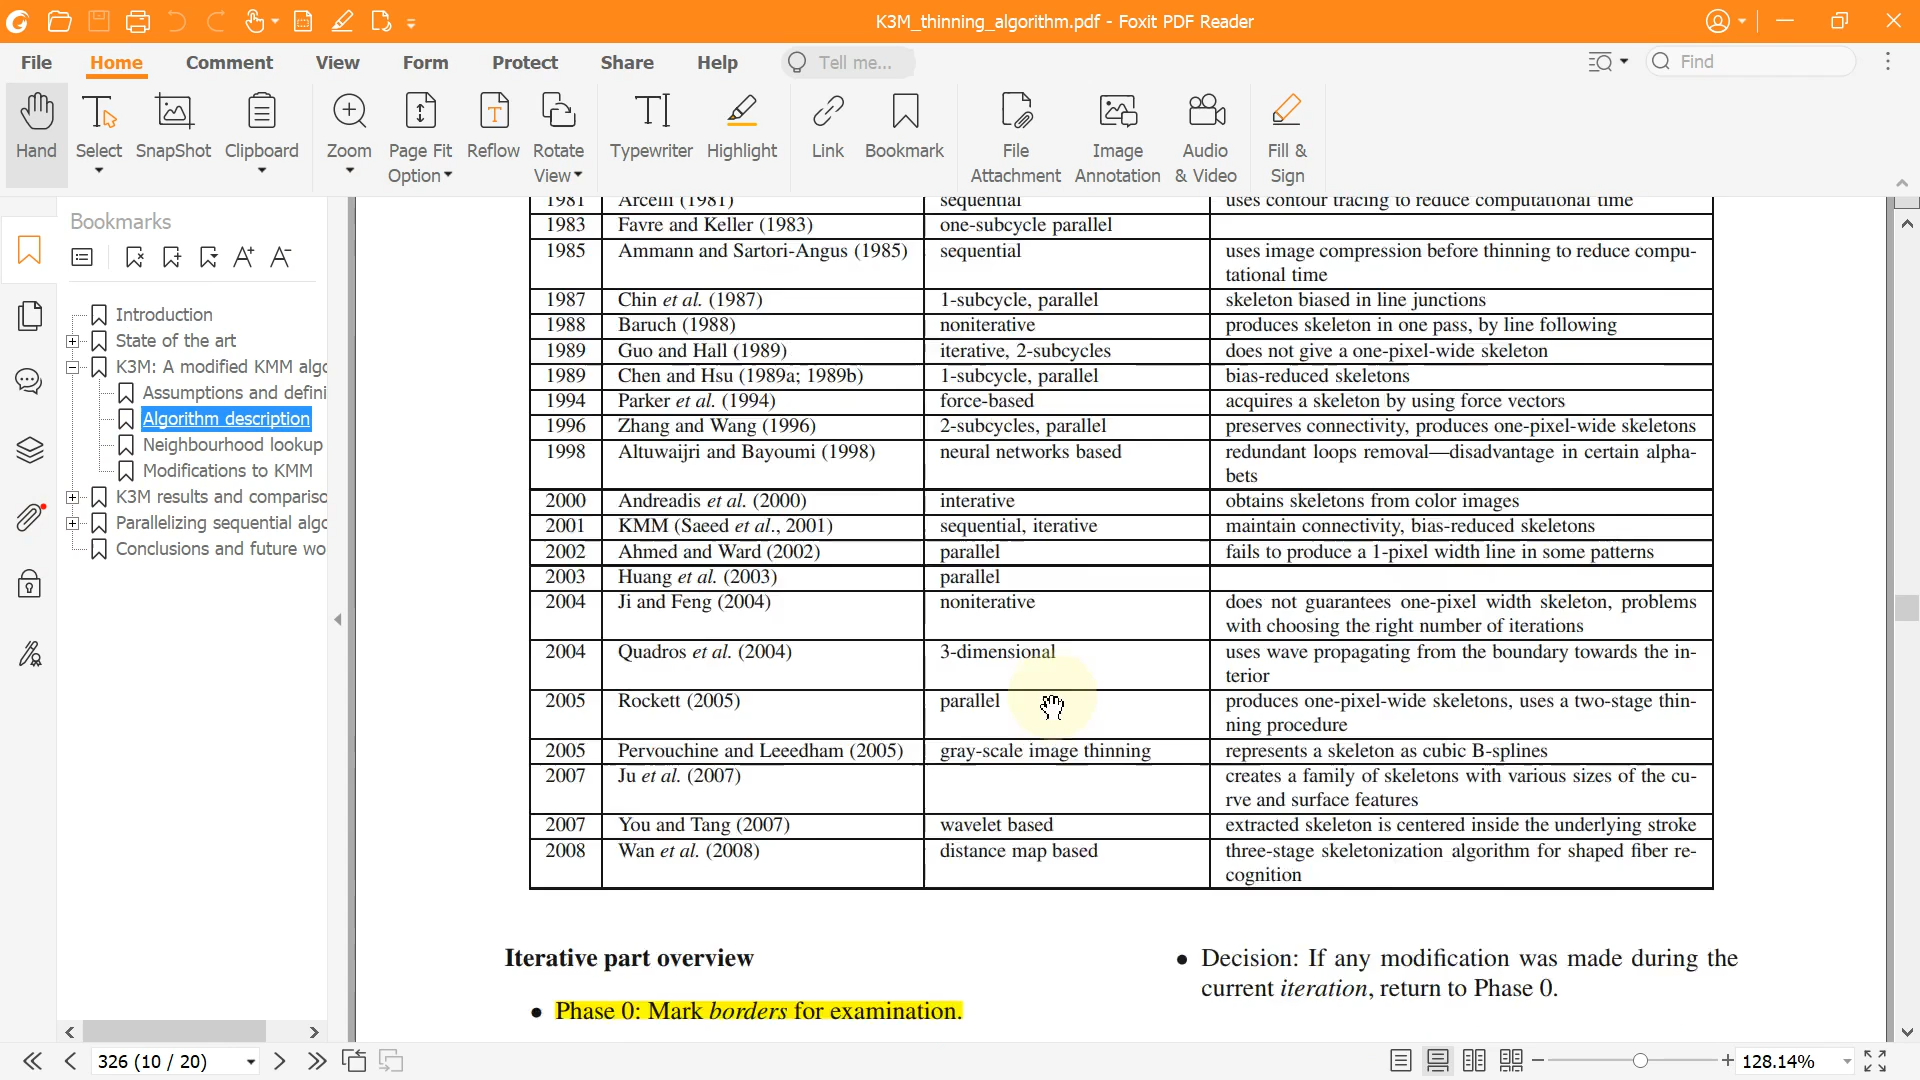 K3M_thinning_algorithm.pdf - Foxit PDF Reader
File Home Comment View Form Protect Share Help Tell me... Find
Hand Select SnapShot Clipboard Zoom Page Fit Option Reflow Rotate View Typewriter Highlight Link Bookmark File Attachment Image Annotation Audio & Video Fill & Sign
Bookmarks
Introduction
State of the art
K3M: A modified KMM algo
Assumptions and defini
Algorithm description
Neighbourhood lookup
Modifications to KMM
K3M results and compariso
Parallelizing sequential algo
Conclusions and future wo
1981 Arcelli (1981) sequential uses contour tracing to reduce computational time
1983 Favre and Keller (1983) one-subcycle parallel
1985 Ammann and Sartori-Angus (1985) sequential uses image compression before thinning to reduce compu-
tational time
1987 Chin et al. (1987) 1-subcycle, parallel skeleton biased in line junctions
1988 Baruch (1988) noniterative produces skeleton in one pass, by line following
1989 Guo and Hall (1989) iterative, 2-subcycles does not give a one-pixel-wide skeleton
1989 Chen and Hsu (1989a; 1989b) 1-subcycle, parallel bias-reduced skeletons
1994 Parker et al. (1994) force-based acquires a skeleton by using force vectors
1996 Zhang and Wang (1996) 2-subcycles, parallel preserves connectivity, produces one-pixel-wide skeletons
1998 Altuwaijri and Bayoumi (1998) neural networks based redundant loops removal—disadvantage in certain alpha-
bets
2000 Andreadis et al. (2000) interative obtains skeletons from color images
2001 KMM (Saeed et al., 2001) sequential, iterative maintain connectivity, bias-reduced skeletons
2002 Ahmed and Ward (2002) parallel fails to produce a 1-pixel width line in some patterns
2003 Huang et al. (2003) parallel
2004 Ji and Feng (2004) noniterative does not guarantees one-pixel width skeleton, problems
with choosing the right number of iterations
2004 Quadros et al. (2004) 3-dimensional uses wave propagating from the boundary towards the in-
terior
2005 Rockett (2005) parallel produces one-pixel-wide skeletons, uses a two-stage thin-
ning procedure
2005 Pervouchine and Leeedham (2005) gray-scale image thinning represents a skeleton as cubic B-splines
2007 Ju et al. (2007) creates a family of skeletons with various sizes of the cu-
rve and surface features
2007 You and Tang (2007) wavelet based extracted skeleton is centered inside the underlying stroke
2008 Wan et al. (2008) distance map based three-stage skeletonization algorithm for shaped fiber re-
cognition
Iterative part overview
• Phase 0: Mark borders for examination.
• Decision: If any modification was made during the
current iteration, return to Phase 0.
326 (10 / 20) 128.14%